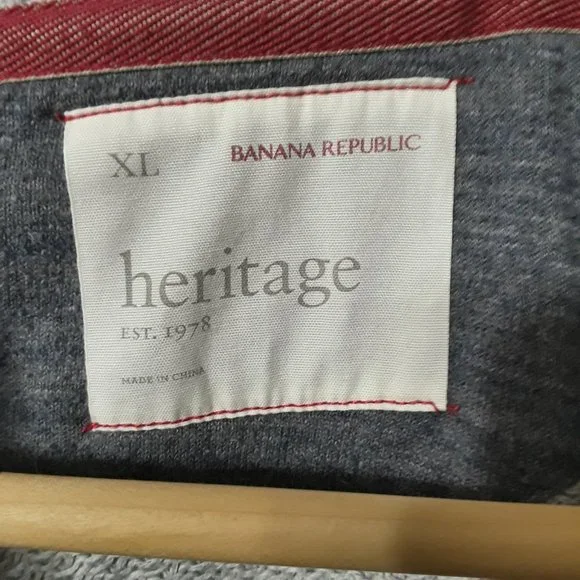 XL BANANA REPUBLIC
heritage
EST. 1978
MADE IN CHINA